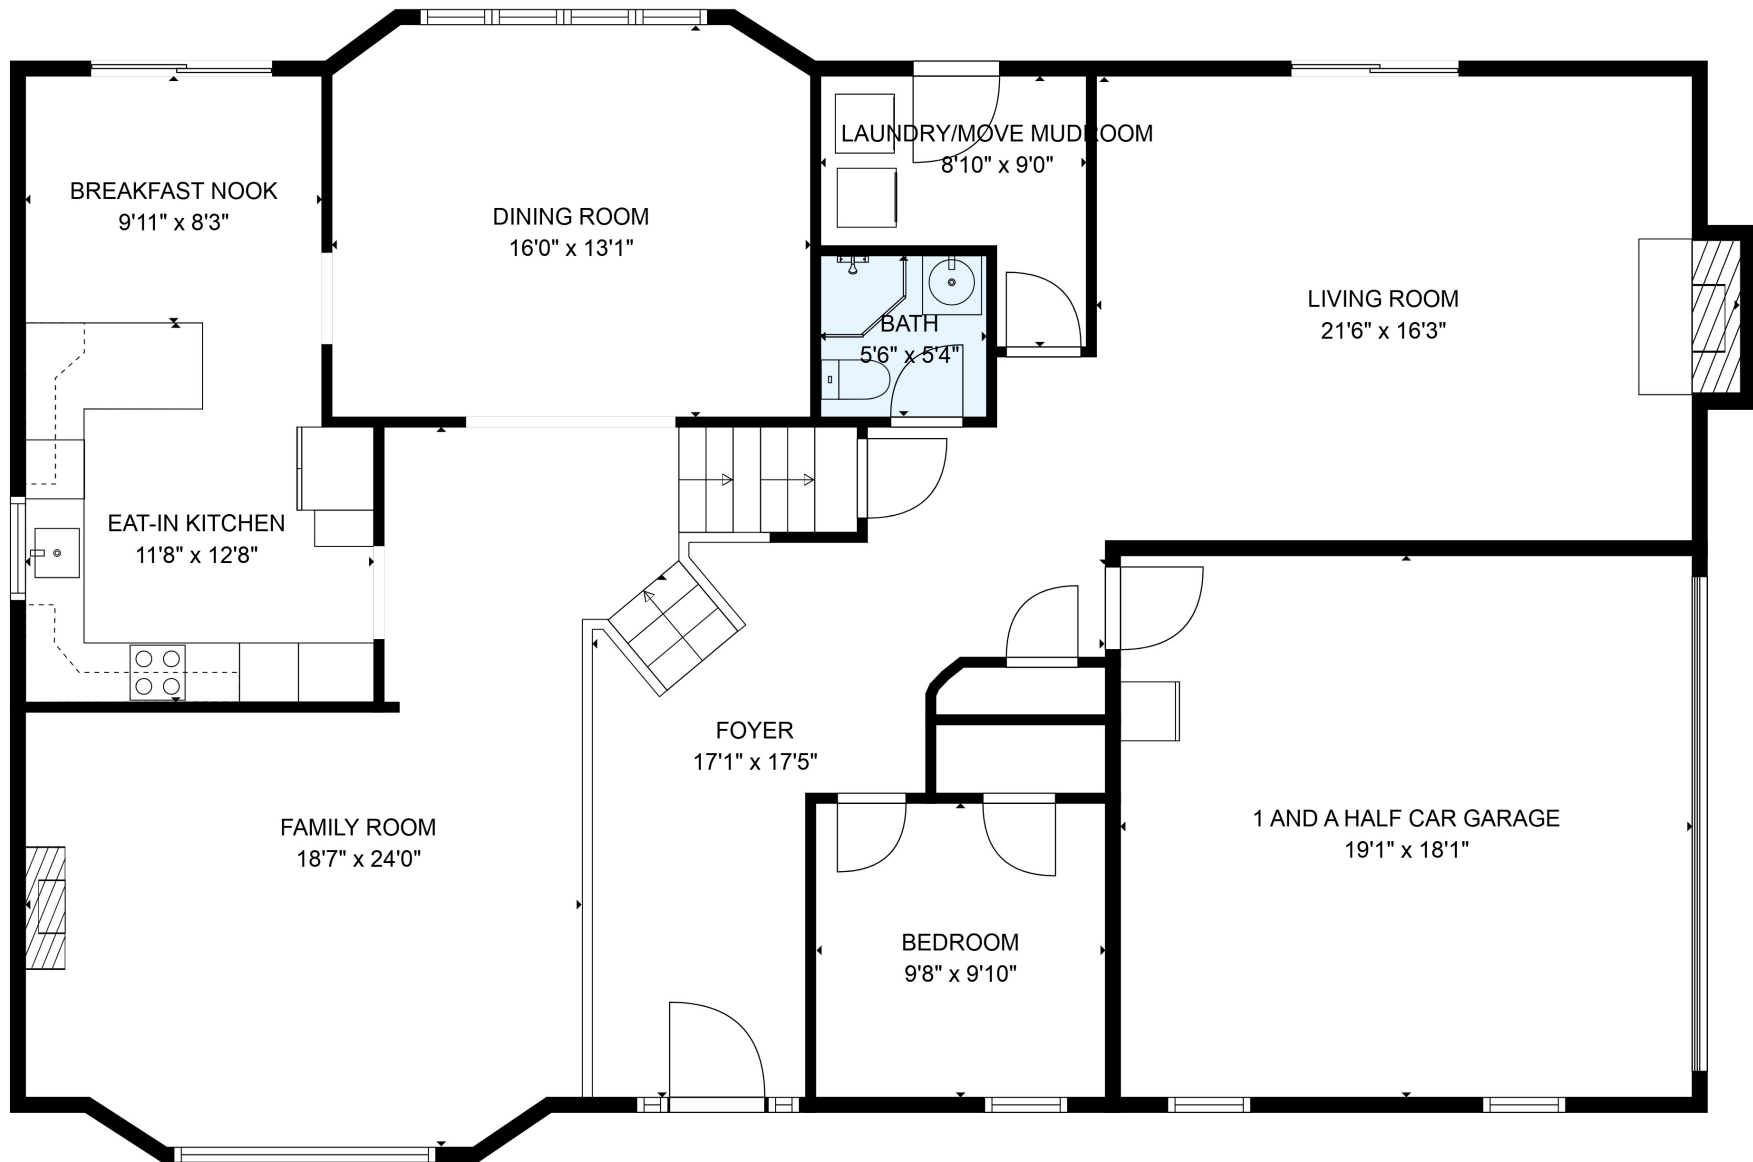 LAUNDRY/MOVE MUDROOM
8'10" x 9'0"
BREAKFAST NOOK
9'11" x 8'3"
DINING ROOM
16'0" x 13'1"
LIVING ROOM
21'6" x 16'3"
BATH
5'6" x 5'4"
EAT-IN KITCHEN
11'8" x 12'8"
FOYER
17'1" x 17'5"
FAMILY ROOM
18'7" x 24'0"
1 AND A HALF CAR GARAGE
19'1" x 18'1"
BEDROOM
9'8" x 9'10"